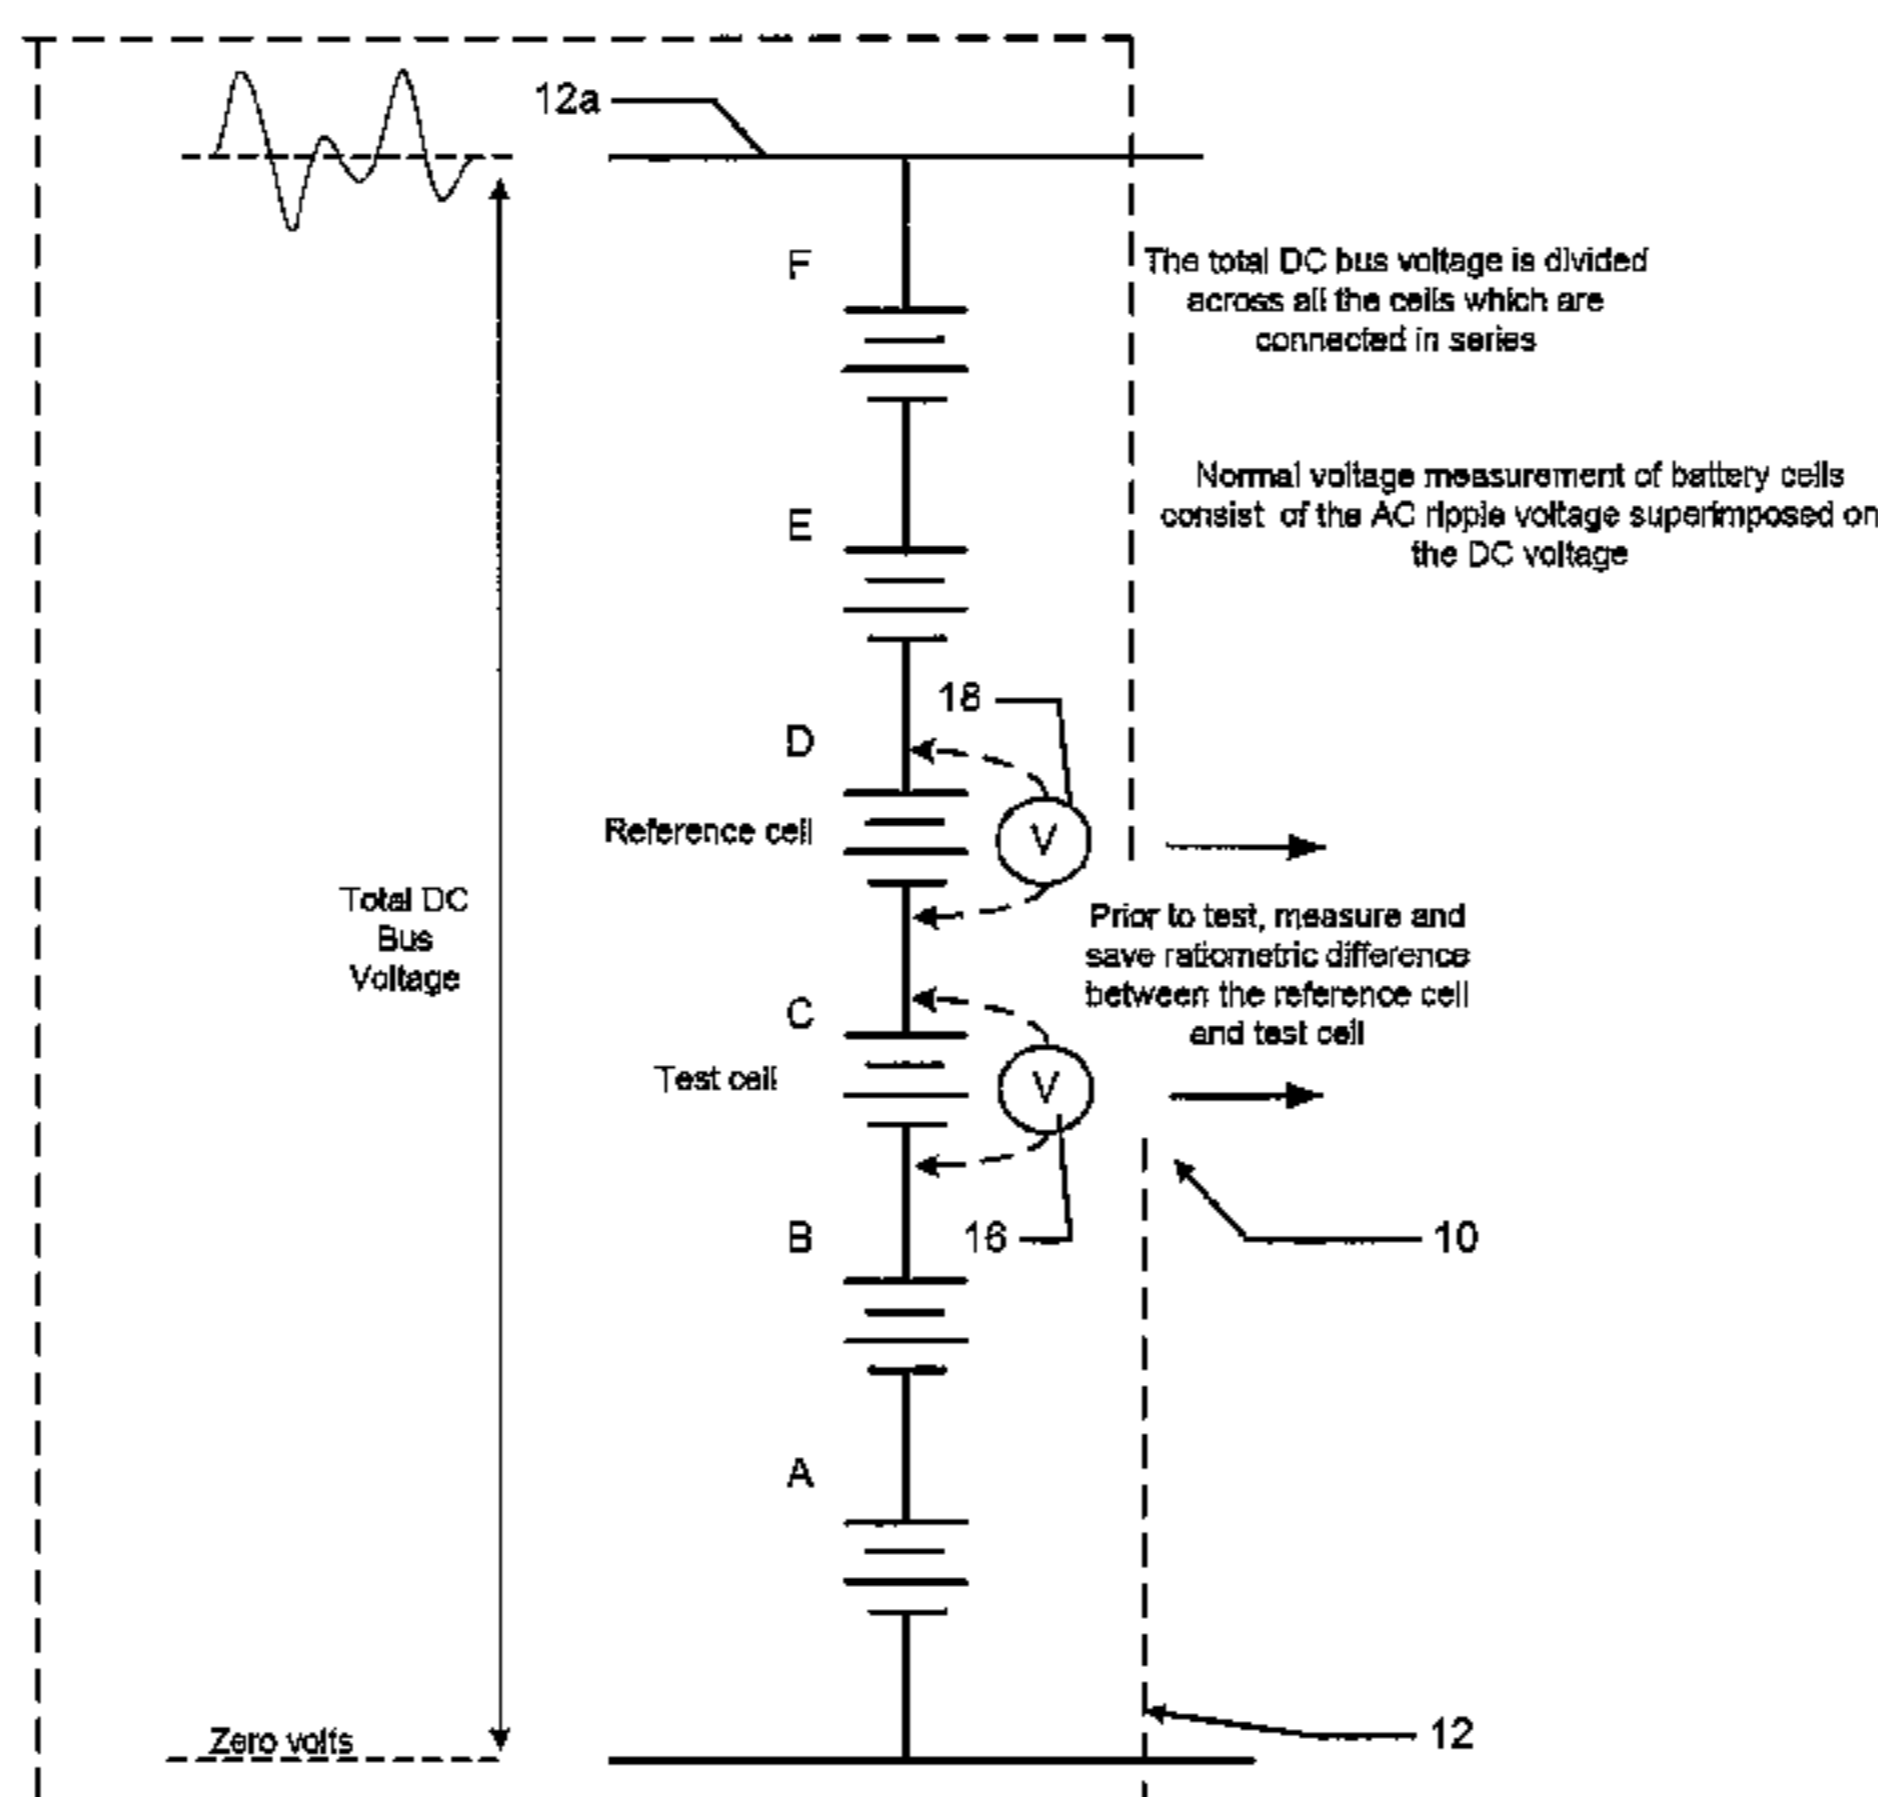 12a
F
The total DC bus voltage is divided
across all the cells which are
connected in series
E
Normal voltage measurement of battery cells
consist of the AC ripple voltage superimposed on
the DC voltage
18
D
Reference cell
V
Total DC
Bus
Voltage
Prior to test, measure and
save ratiometric difference
between the reference cell
and test cell
C
Test cell
V
B
16
10
A
Zero volts
12